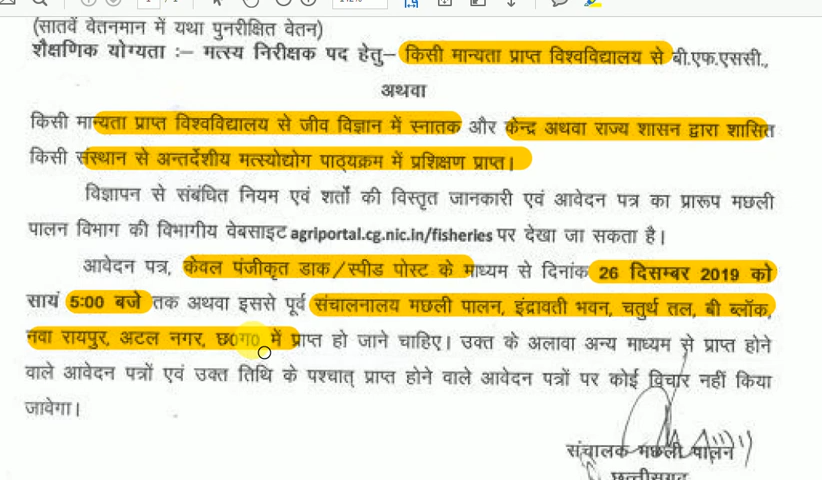 (सातवें वेतनमान में यथा पुनरीक्षित वेतन)
शैक्षणिक योग्यता :– मत्स्य निरीक्षक पद हेतु– किसी मान्यता प्राप्त विश्वविद्यालय से बी.एफ.एससी.,
अथवा
किसी मान्यता प्राप्त विश्वविद्यालय से जीव विज्ञान में स्नातक और केन्द्र अथवा राज्य शासन द्वारा शासित
किसी संस्थान से अन्तर्देशीय मत्स्योद्योग पाठ्यक्रम में प्रशिक्षण प्राप्त।
विज्ञापन से संबंधित नियम एवं शर्तों की विस्तृत जानकारी एवं आवेदन पत्र का प्रारूप मछली
पालन विभाग की विभागीय वेबसाइट agriportal.cg.nic.in/fisheries पर देखा जा सकता है।
आवेदन पत्र, केवल पंजीकृत डाक/स्पीड पोस्ट के माध्यम से दिनांक 26 दिसम्बर 2019 को
सायं 5:00 बजे तक अथवा इससे पूर्व संचालनालय मछली पालन, इंद्रावती भवन, चतुर्थ तल, बी ब्लॉक,
नवा रायपुर, अटल नगर, छ0ग0 में प्राप्त हो जाने चाहिए। उक्त के अलावा अन्य माध्यम से प्राप्त होने
वाले आवेदन पत्रों एवं उक्त तिथि के पश्चात् प्राप्त होने वाले आवेदन पत्रों पर कोई विचार नहीं किया
जावेगा।
संचालक मछली पालन
छत्तीसगढ़